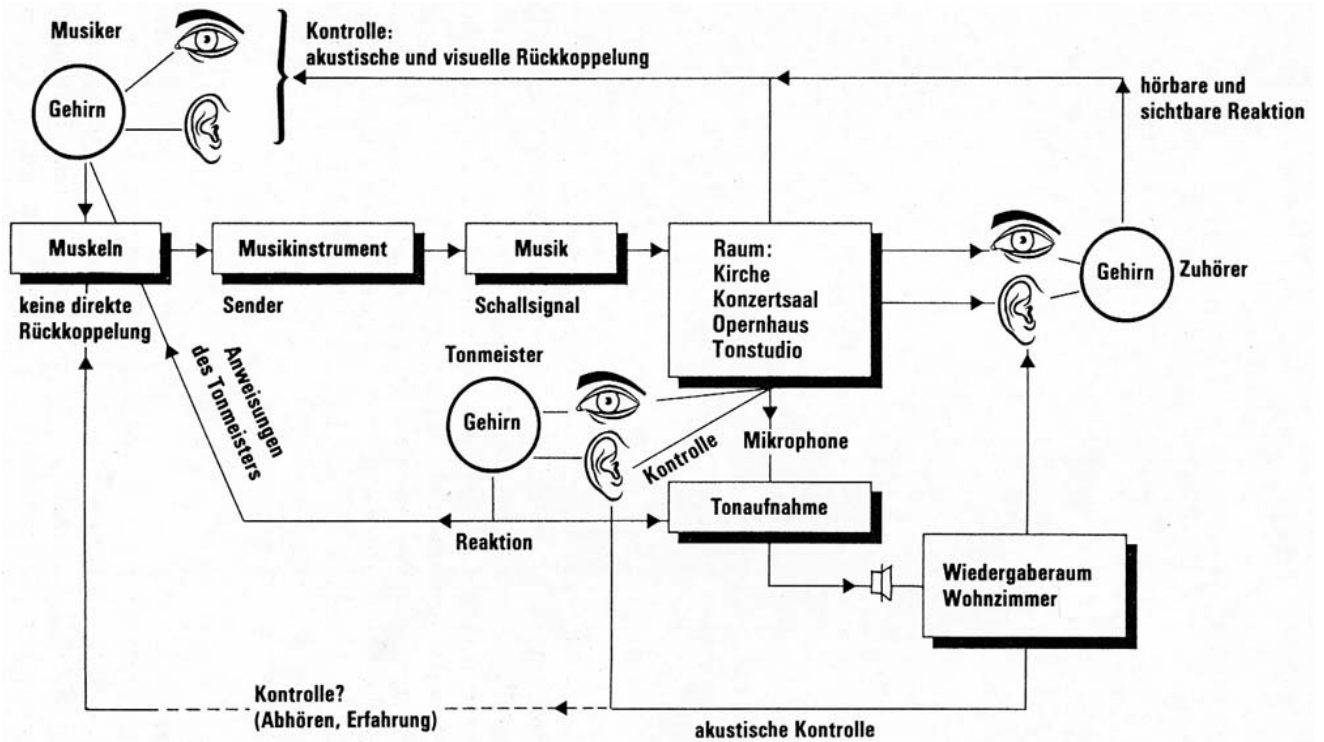 Musiker
Kontrolle:
akustische und visuelle Rückkoppelung
Gehirn
hörbare und
sichtbare Reaktion
Muskeln
Musikinstrument
Musik
Raum:
Kirche
Konzertsaal
Opernhaus
Tonstudio
Gehirn
Zuhörer
keine direkte
Rückkoppelung
Sender
Schallsignal
Anweisungen
des Tonmeisters
Tonmeister
Gehirn
Kontrolle
Mikrophone
Tonaufnahme
Reaktion
Wiedergaberaum
Wohnzimmer
Kontrolle?
(Abhören, Erfahrung)
akustische Kontrolle